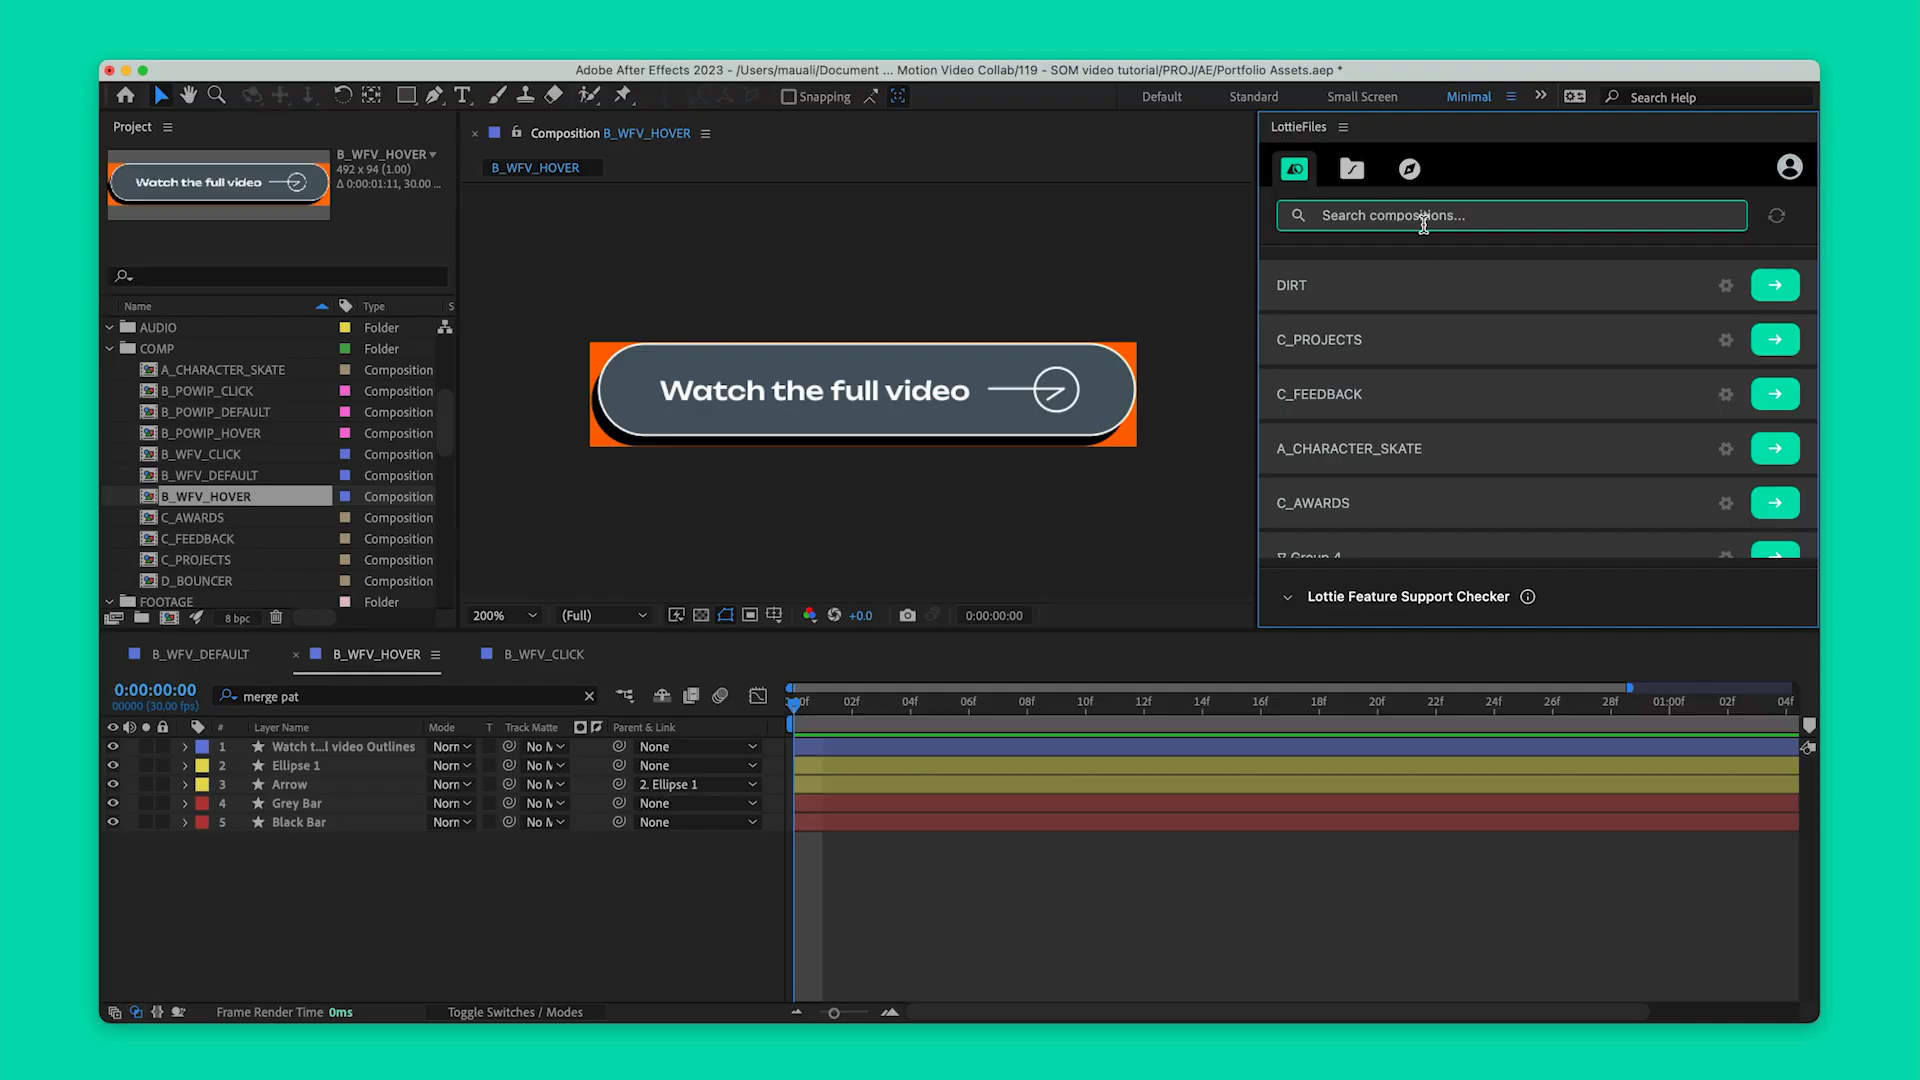 Adobe After Effects 2023 - /Users/mauali/Document ... Motion Video Collab/119 - SOM video tutorial/PROJ/AE/Portfolio Assets.aep *
Snapping
Default
Standard
Small Screen
Minimal
Search Help
Project
B_WFV_HOVER
492 x 94 (1.00)
Δ 0:00:01:11, 30.00 ...
Watch the full video
Name
Type
S
AUDIO Folder
COMP Folder
A_CHARACTER_SKATE Composition
B_POWIP_CLICK Composition
B_POWIP_DEFAULT Composition
B_POWIP_HOVER Composition
B_WFV_CLICK Composition
B_WFV_DEFAULT Composition
B_WFV_HOVER Composition
C_AWARDS Composition
C_FEEDBACK Composition
C_PROJECTS Composition
D_BOUNCER Composition
FOOTAGE Folder
8 bpc
Composition B_WFV_HOVER
B_WFV_HOVER
Watch the full video
200%
(Full)
+0.0
0:00:00:00
LottieFiles
Search compositions...
DIRT
C_PROJECTS
C_FEEDBACK
A_CHARACTER_SKATE
C_AWARDS
Lottie Feature Support Checker
B_WFV_DEFAULT
B_WFV_HOVER
B_WFV_CLICK
0:00:00:00
00000 (30.00 fps)
merge pat
# Layer Name Mode T Track Matte Parent & Link
02f 04f 06f 08f 10f 12f 14f 16f 18f 20f 22f 24f 26f 28f 01:00f 02f 04f
1 Watch t...l video Outlines Norn No M None
2 Ellipse 1 Norn No M None
3 Arrow Norn No M 2. Ellipse 1
4 Grey Bar Norn No M None
5 Black Bar Norn No M None
Frame Render Time 0ms
Toggle Switches / Modes